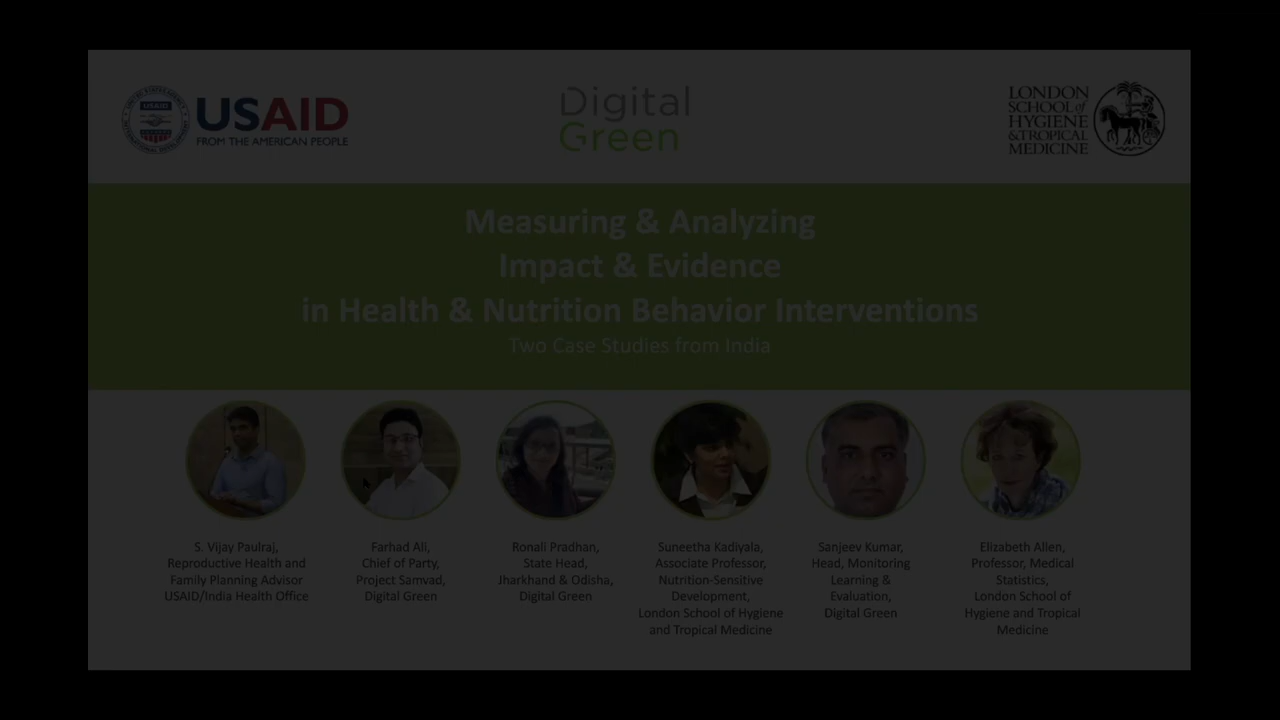 USAID
FROM THE AMERICAN PEOPLE
Digital
Green
LONDON
SCHOOL of
HYGIENE
& TROPICAL
MEDICINE
Measuring & Analyzing
Impact & Evidence
in Health & Nutrition Behavior Interventions
Two Case Studies from India
S. Vijay Paulraj,
Reproductive Health and
Family Planning Advisor
USAID/India Health Office
Farhad Ali,
Chief of Party,
Project Samvad,
Digital Green
Ronali Pradhan,
State Head,
Jharkhand & Odisha,
Digital Green
Suneetha Kadiyala,
Associate Professor,
Nutrition-Sensitive
Development,
London School of Hygiene
and Tropical Medicine
Sanjeev Kumar,
Head, Monitoring
Learning &
Evaluation,
Digital Green
Elizabeth Allen,
Professor, Medical
Statistics,
London School of
Hygiene and Tropical
Medicine